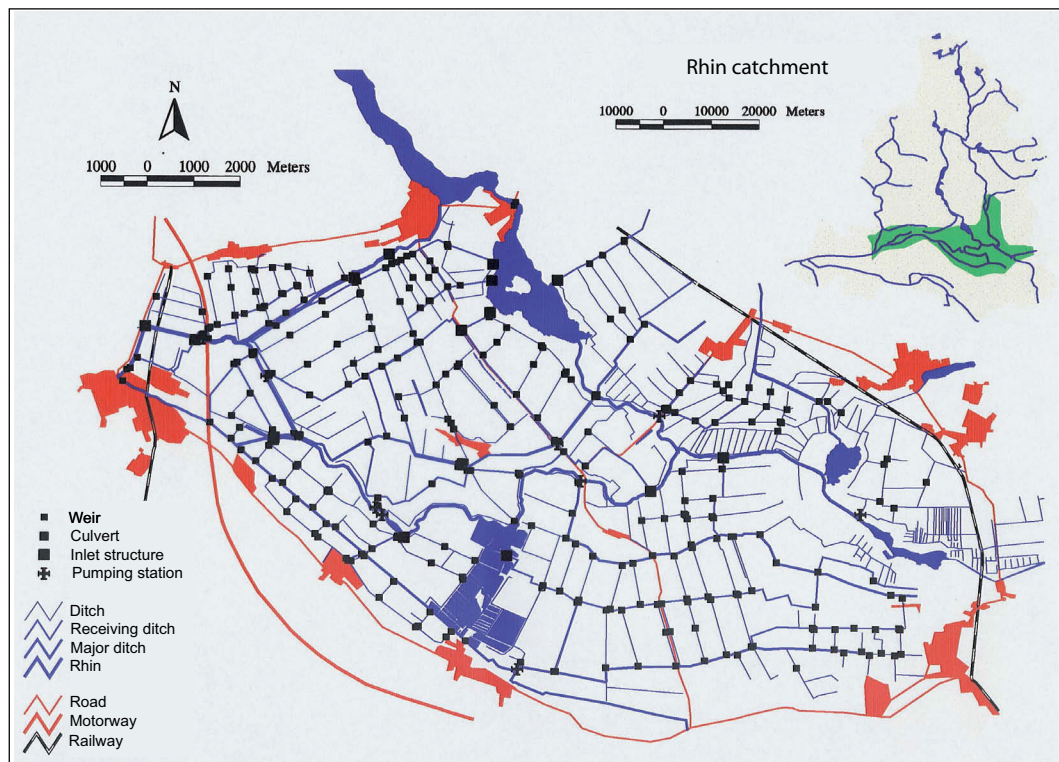 Rhin catchment
10000 0 10000 20000 Meters
N
1000 0 1000 2000 Meters
Weir
Culvert
Inlet structure
Pumping station
Ditch
Receiving ditch
Major ditch
Rhin
Road
Motorway
Railway